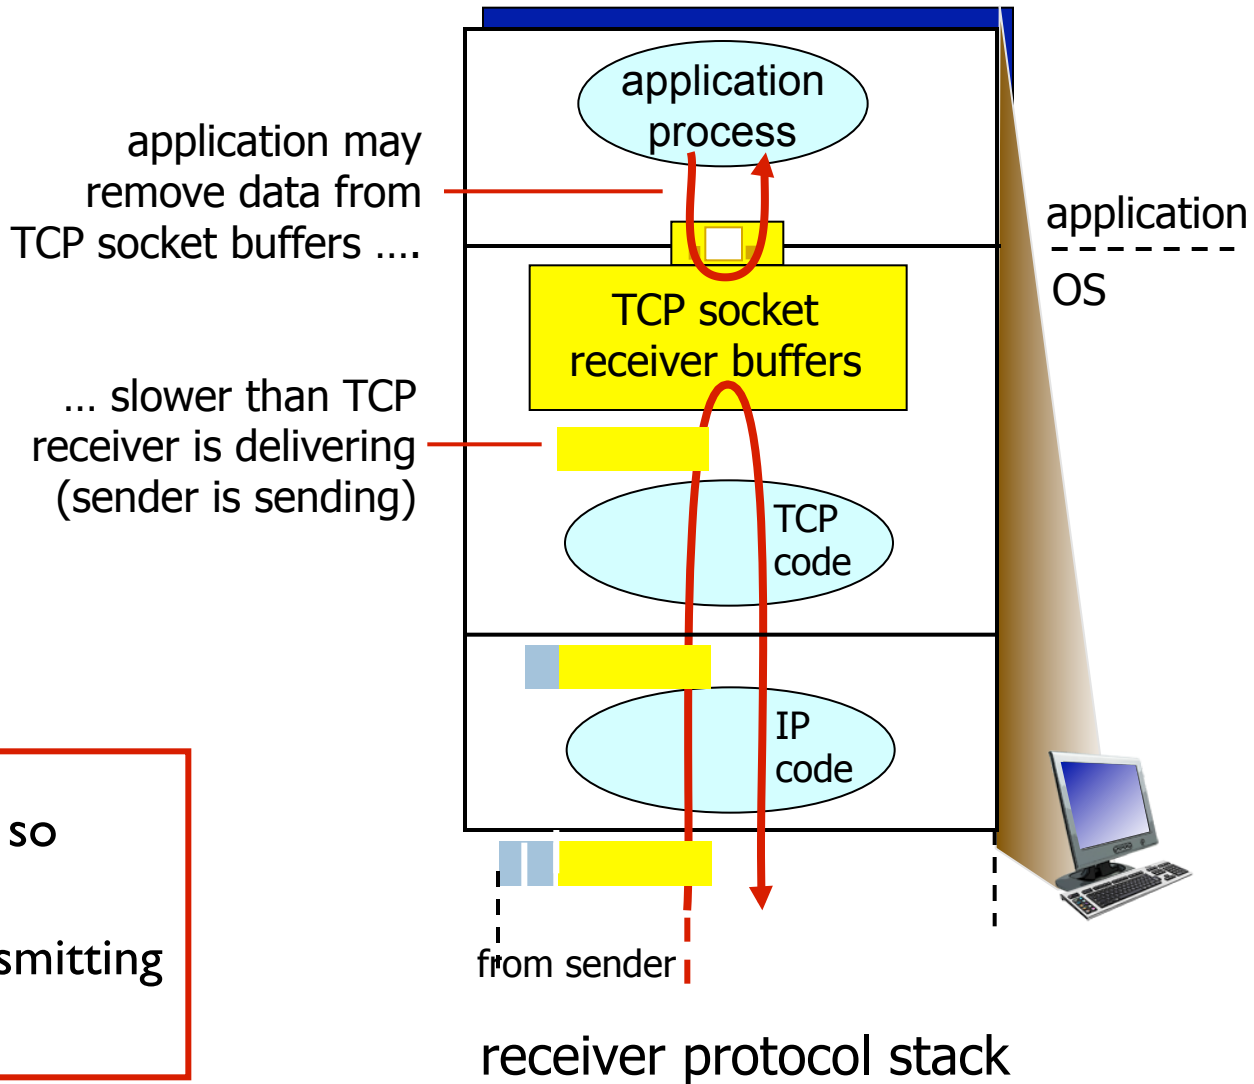 application
process
application may
remove data from
TCP socket buffers ....
application
OS
TCP socket
receiver buffers
... slower than TCP
receiver is delivering
(sender is sending)
TCP
code
IP
code
so
smitting
from sender
receiver protocol stack